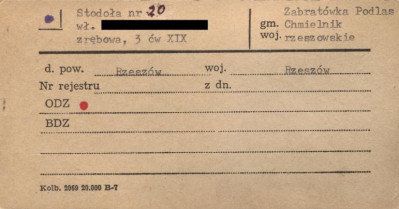 Stodoła nr 20
wł.
zrębowa, 3 ćw XIX
Zabratówka Podlas
gm. Chmielnik
woj. rzeszowskie
d. pow. Rzeszów woj. Rzeszów
Nr rejestru z dn.
ODZ
BDZ
Kolb. 2069 20.000 H-7